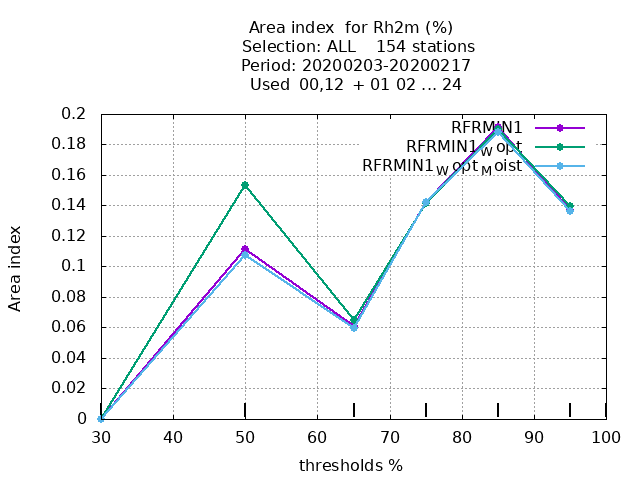 Area index  for Rh2m (%)
Selection: ALL    154 stations
Period: 20200203-20200217
Used  00,12  + 01 02 ... 24
0.2
0.18
0.16
0.14
0.12
0.1
0.08
0.06
0.04
0.02
0
Area index
RFRMIN1
RFRMIN1Wopt
RFRMIN1WoptMoist
30 40 50 60 70 80 90 100
thresholds %